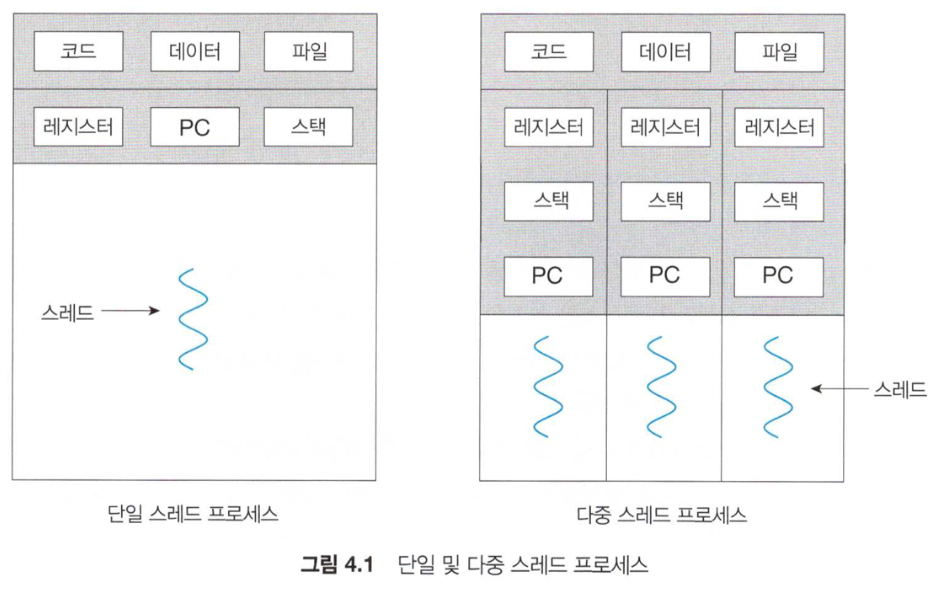 코드 데이터 파일
레지스터 PC 스택
스레드
단일 스레드 프로세스
코드 데이터 파일
레지스터 레지스터 레지스터
스택 스택 스택
PC PC PC
스레드
다중 스레드 프로세스
그림 4.1 단일 및 다중 스레드 프로세스